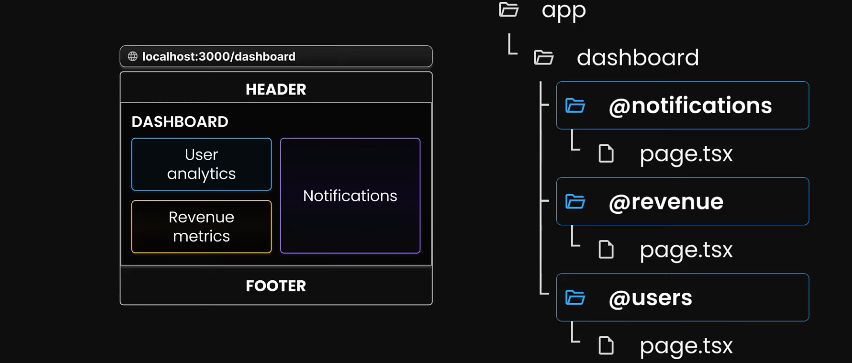 localhost:3000/dashboard
HEADER
DASHBOARD
User
analytics
Revenue
metrics
Notifications
FOOTER
app
dashboard
@notifications
page.tsx
@revenue
page.tsx
@users
page.tsx